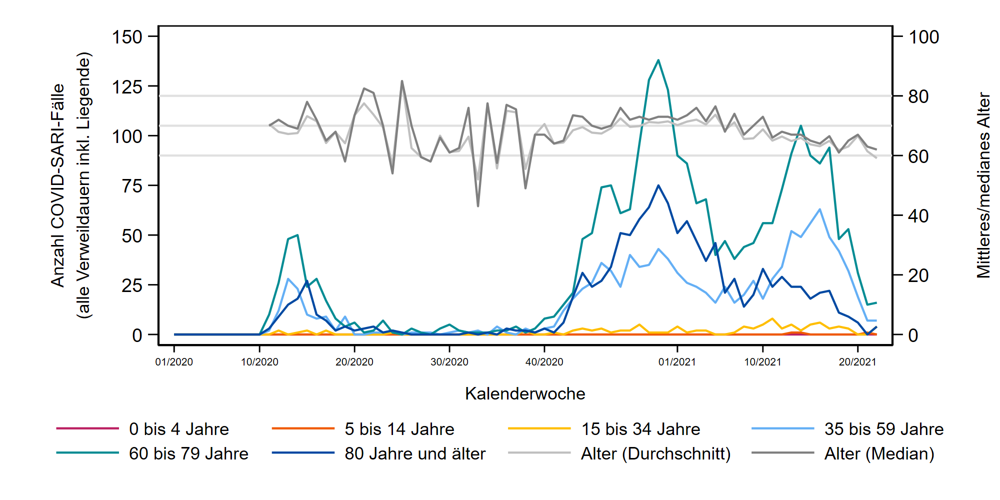 150
125
100
75
50
25
0
Anzahl COVID-SARI-Fälle
(alle Verweildauern inkl. Liegende)
100
80
60
40
20
0
Mittleres/medianes Alter
01/2020
10/2020
20/2020
30/2020
40/2020
01/2021
10/2021
20/2021
Kalenderwoche
0 bis 4 Jahre
5 bis 14 Jahre
15 bis 34 Jahre
35 bis 59 Jahre
60 bis 79 Jahre
80 Jahre und älter
Alter (Durchschnitt)
Alter (Median)